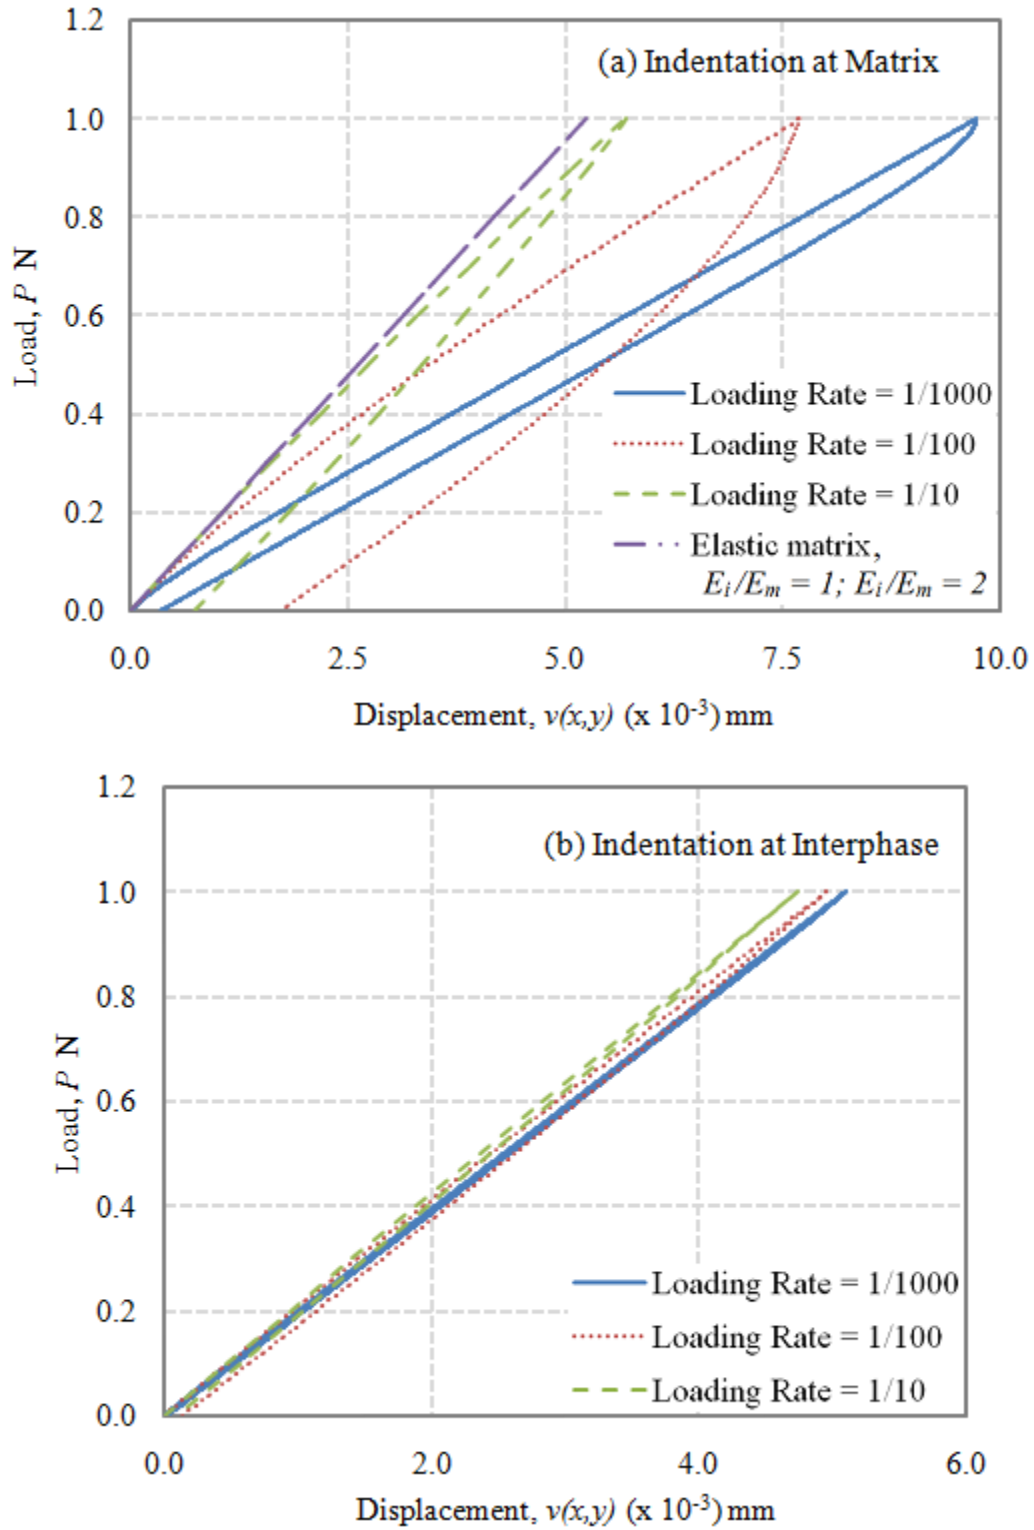 1.2
(a) Indentation at Matrix
1.0
0.8
Load, P N
0.6
Loading Rate = 1/1000
0.4
Loading Rate = 1/100
Loading Rate = 1/10
0.2
Elastic matrix,
Ei/Em = 1; Ei/Em = 2
0.0
0.0 2.5 5.0 7.5 10.0
Displacement, v(x,y) (x 10-3) mm
1.2
(b) Indentation at Interphase
1.0
0.8
Load, P N
0.6
0.4
Loading Rate = 1/1000
0.2
Loading Rate = 1/100
Loading Rate = 1/10
0.0
0.0 2.0 4.0 6.0
Displacement, v(x,y) (x 10-3) mm